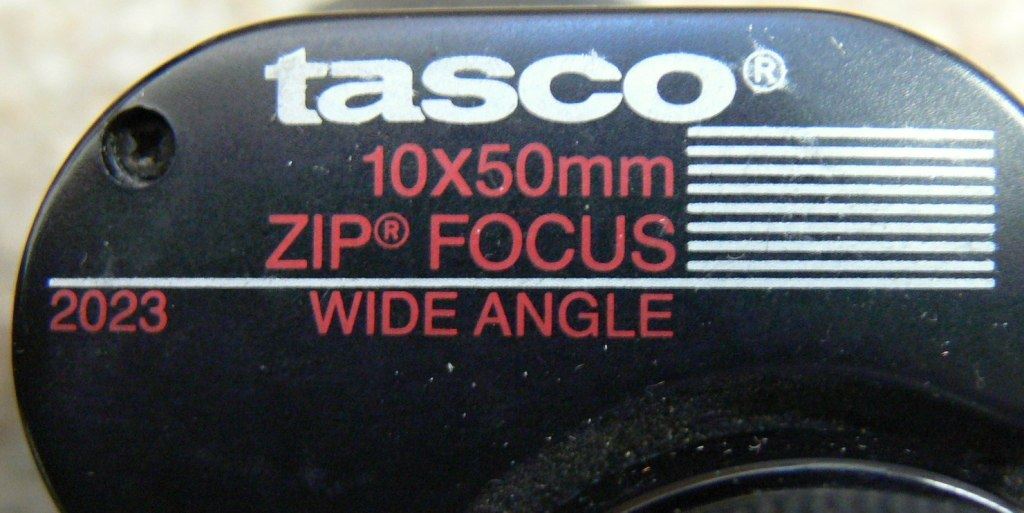 tasco®
10x50mm
ZIP® FOCUS
2023 WIDE ANGLE